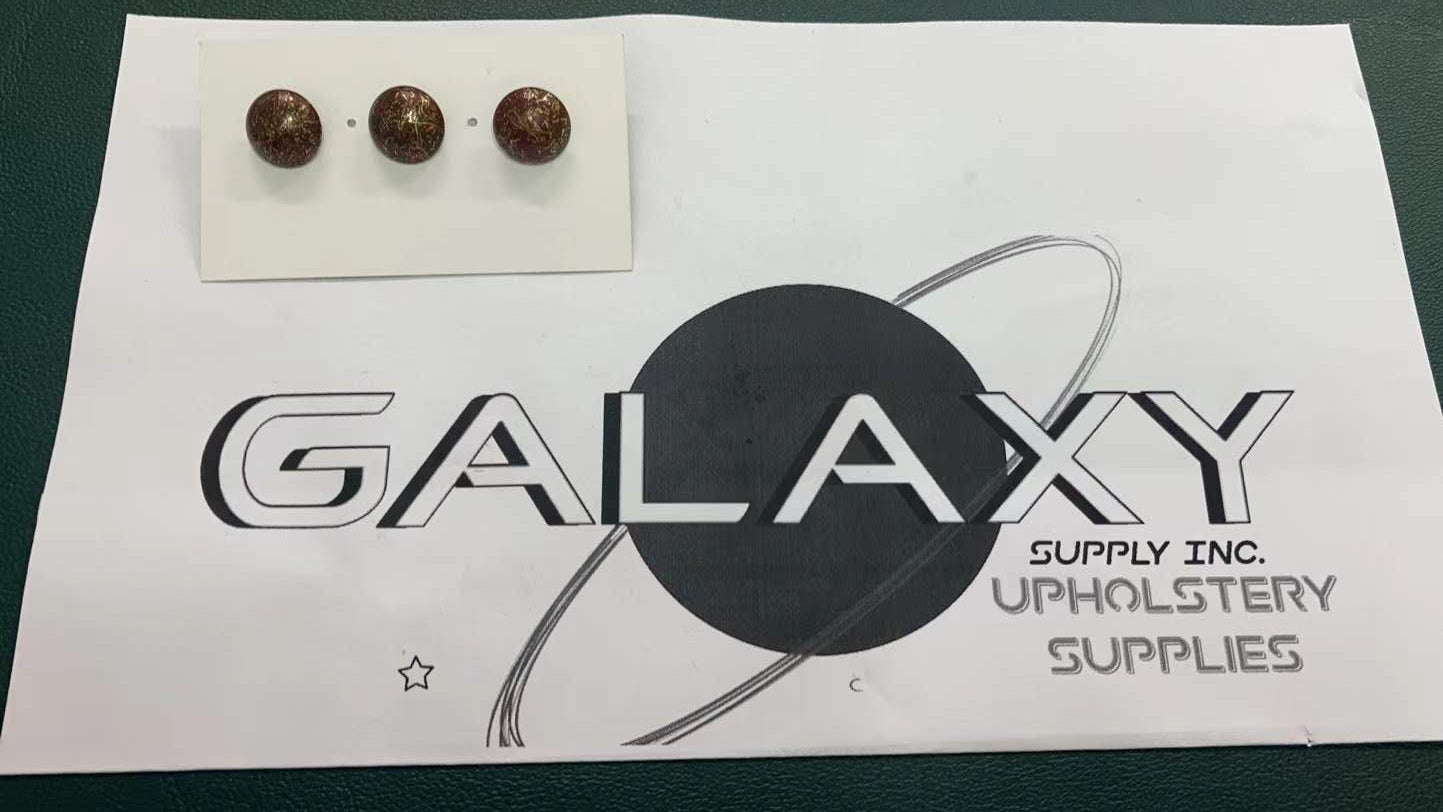 GALAXY
SUPPLY INC.
UPHOLSTERY
SUPPLIES
C